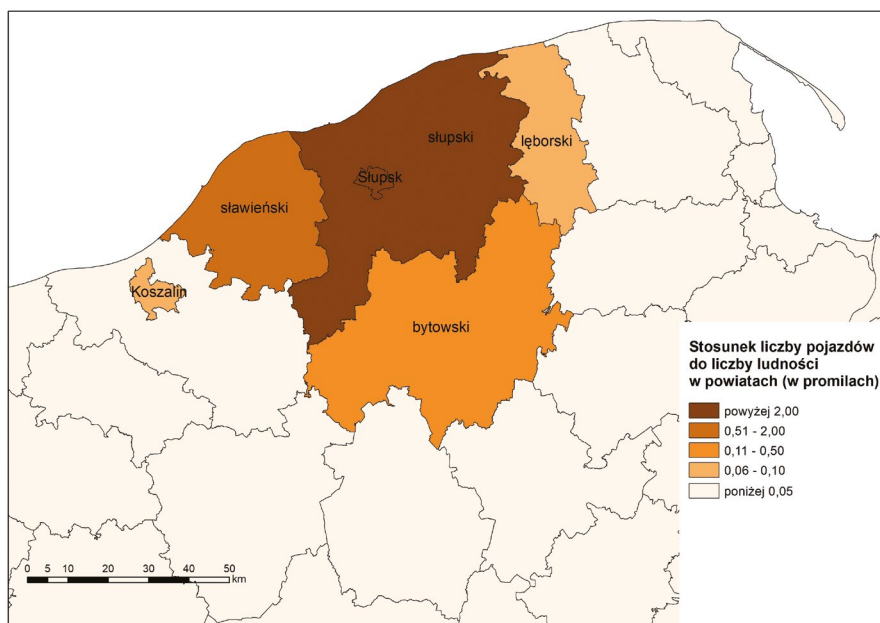 słupski
lęborski
Słupsk
sławieński
Koszalin
bytowski
Stosunek liczby pojazdów
do liczby ludności
w powiatach (w promilach)
powyżej 2,00
0,51 - 2,00
0,11 - 0,50
0,06 - 0,10
poniżej 0,05
0 5 10 20 30 40 50
km